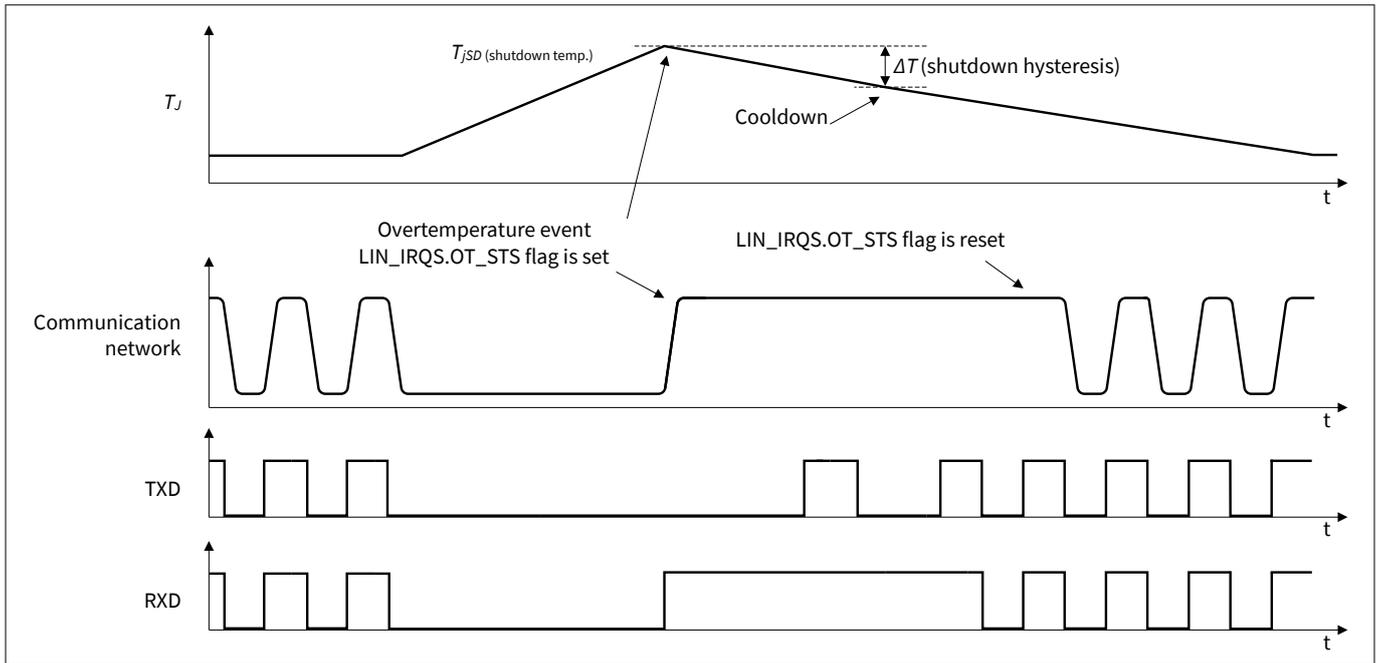 T_jSD (shutdown temp.)
ΔT (shutdown hysteresis)
T_J
Cooldown
t
Overtemperature event
LIN_IRQS.OT_STS flag is set
LIN_IRQS.OT_STS flag is reset
Communication
network
t
TXD
t
RXD
t